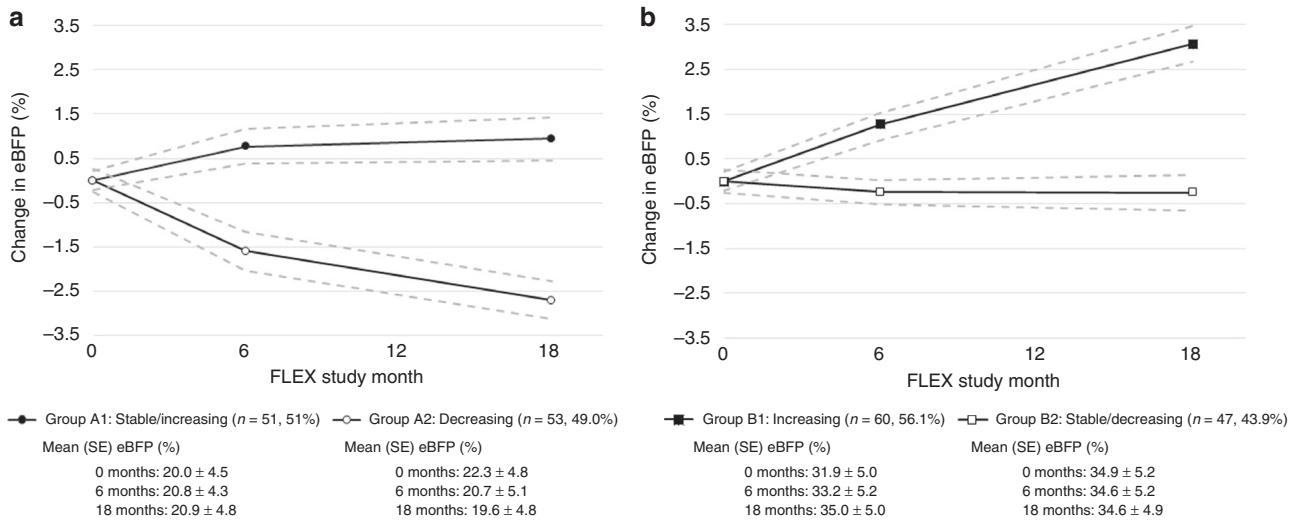 a
Change in eBFP (%)
3.5
2.5
1.5
0.5
−0.5
−1.5
−2.5
−3.5
0 6 12 18
FLEX study month
Group A1: Stable/increasing (n = 51, 51%) Group A2: Decreasing (n = 53, 49.0%)
Mean (SE) eBFP (%) Mean (SE) eBFP (%)
0 months: 20.0 ± 4.5 0 months: 22.3 ± 4.8
6 months: 20.8 ± 4.3 6 months: 20.7 ± 5.1
18 months: 20.9 ± 4.8 18 months: 19.6 ± 4.8
b
Change in eBFP (%)
3.5
2.5
1.5
0.5
−0.5
−1.5
−2.5
−3.5
0 6 12 18
FLEX study month
Group B1: Increasing (n = 60, 56.1%) Group B2: Stable/decreasing (n = 47, 43.9%)
Mean (SE) eBFP (%) Mean (SE) eBFP (%)
0 months: 31.9 ± 5.0 0 months: 34.9 ± 5.2
6 months: 33.2 ± 5.2 6 months: 34.6 ± 5.2
18 months: 35.0 ± 5.0 18 months: 34.6 ± 4.9